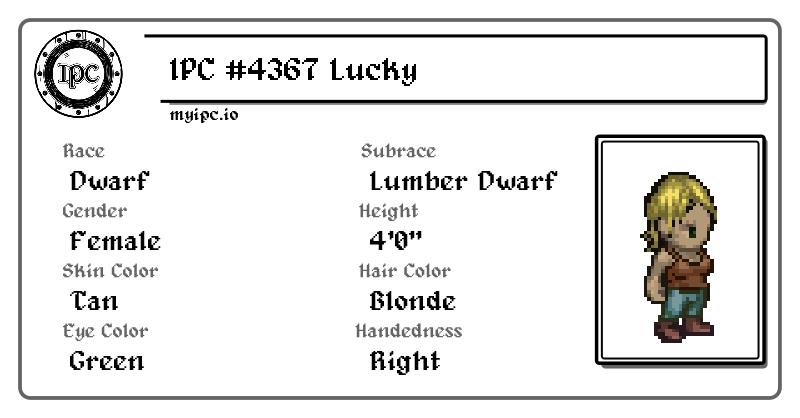 IPC
IPC #4367 Lucky
myipc.io
Race
Subrace
Dwarf
Lumber Dwarf
Gender
Height
Female
4'0"
Skin Color
Hair Color
Tan
Blonde
Eye Color
Handedness
Green
Right